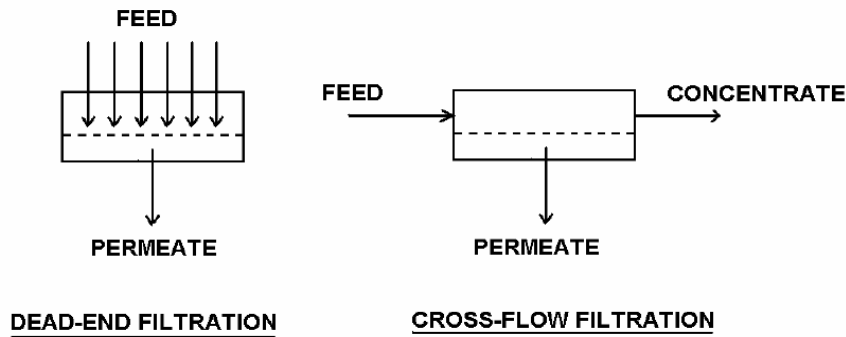 FEED
PERMEATE
DEAD-END FILTRATION
FEED
CONCENTRATE
PERMEATE
CROSS-FLOW FILTRATION